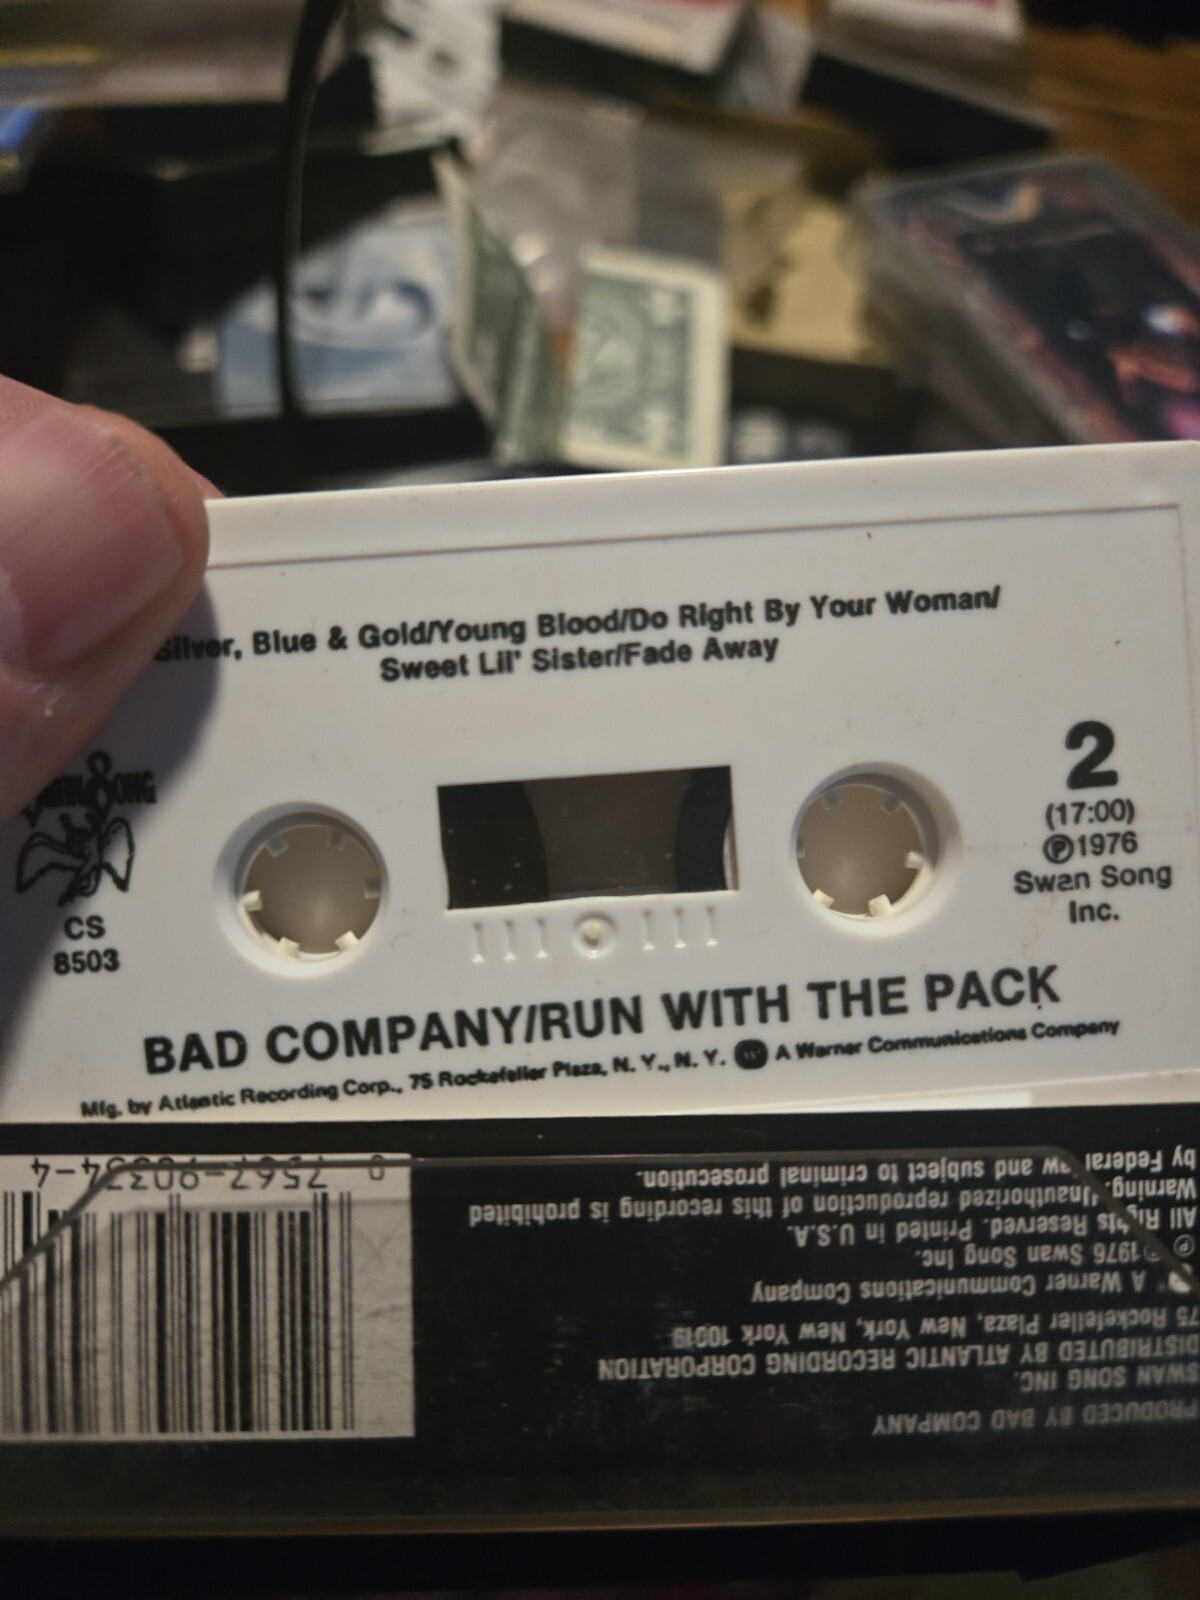 Silver, Blue & Gold/Young Blood/Do Right By Your Woman/
Sweet Lil' Sister/Fade Away
SWAN SONG
CS
8503
2
(17:00)
Ⓟ1976
Swan Song
Inc.
BAD COMPANY/RUN WITH THE PACK
Mfg. by Atlantic Recording Corp., 75 Rockefeller Plaza, N. Y., N. Y. A Warner Communications Company
PRODUCED BY BAD COMPANY
SWAN SONG INC.
DISTRIBUTED BY ATLANTIC RECORDING CORPORATION
75 Rockefeller Plaza, New York, New York 10019
A Warner Communications Company
Ⓟ © 1976 Swan Song Inc.
All Rights Reserved. Printed in U.S.A.
Warning: Unauthorized reproduction of this recording is prohibited
by Federal law and subject to criminal prosecution.
0 7567-90334-4